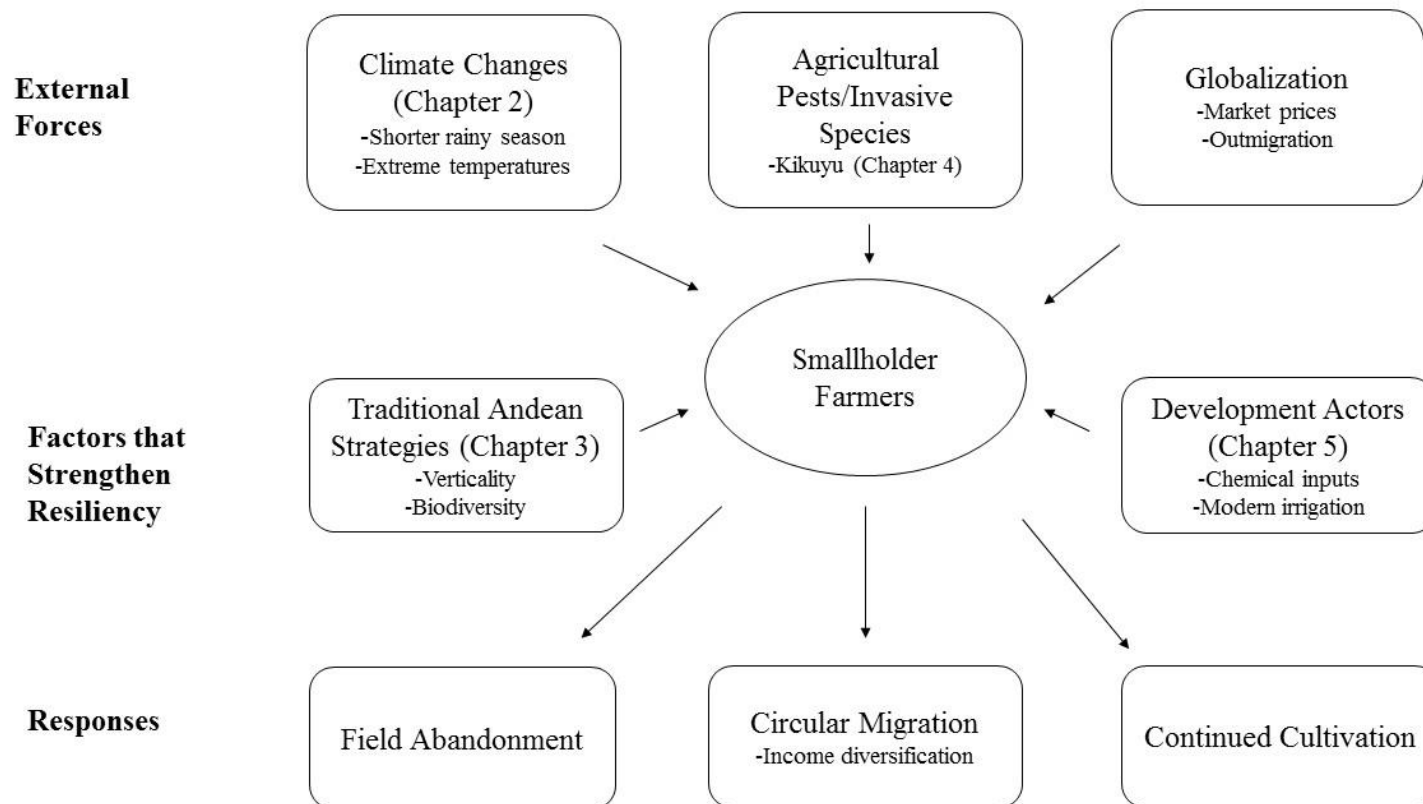 External
Forces
Climate Changes
(Chapter 2)
-Shorter rainy season
-Extreme temperatures
Agricultural
Pests/Invasive
Species
-Kikuyu (Chapter 4)
Globalization
-Market prices
-Outmigration
Smallholder
Farmers
Factors that
Strengthen
Resiliency
Traditional Andean
Strategies (Chapter 3)
-Verticality
-Biodiversity
Development Actors
(Chapter 5)
-Chemical inputs
-Modern irrigation
Responses
Field Abandonment
Circular Migration
-Income diversification
Continued Cultivation